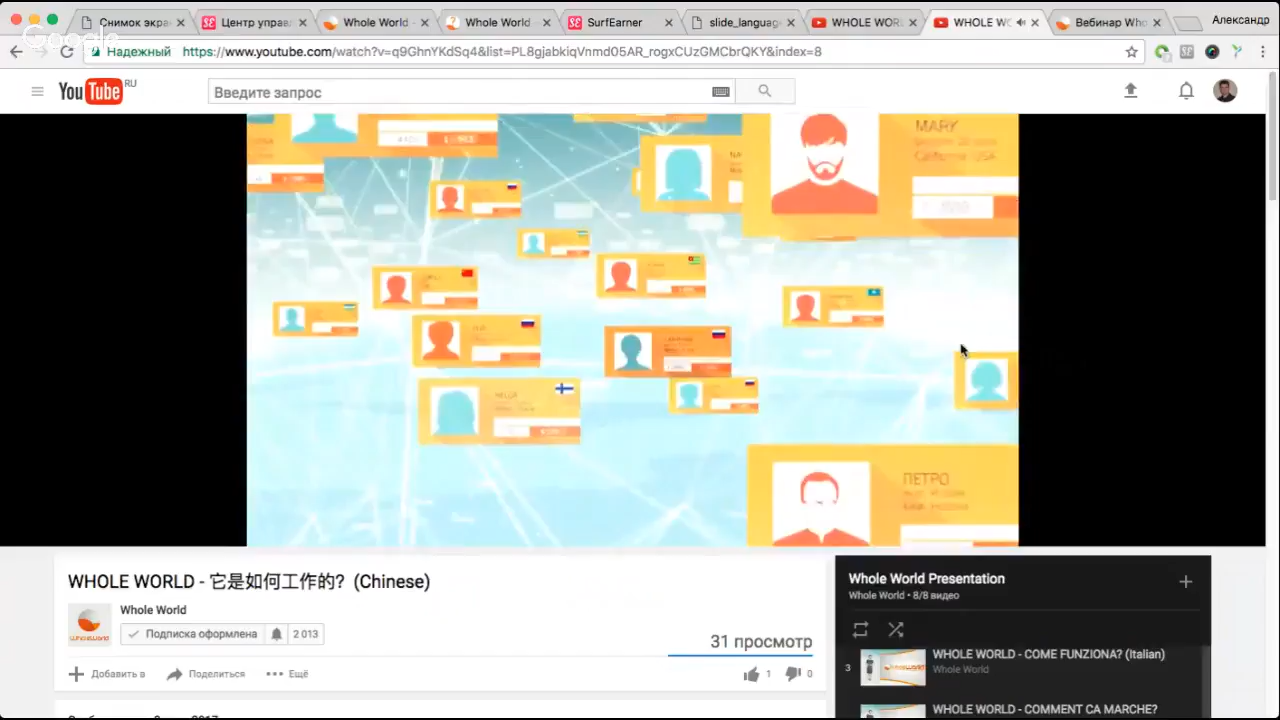 Снимок экра
Центр управ
Whole World -
Whole World -
SurfEarner
slide_languag
WHOLE WOR
WHOLE WO
Вебинар Who
Александр
Google
Надежный
https://www.youtube.com/watch?v=q9GhnYKdSq4&list=PL8gjabkiqVnmd05AR_rogxCUzGMCbrQKY&index=8
YouTube RU
Введите запрос
MARY
California, USA
ПЕТРО
WHOLE WORLD - 它是如何工作的? (Chinese)
Whole World
Подписка оформлена
2 013
31 просмотр
Добавить в
Поделиться
Ещё
1
0
Whole World Presentation
Whole World • 8/8 видео
3
WHOLE WORLD - COME FUNZIONA? (Italian)
Whole World
WHOLE WORLD - COMMENT CA MARCHE?